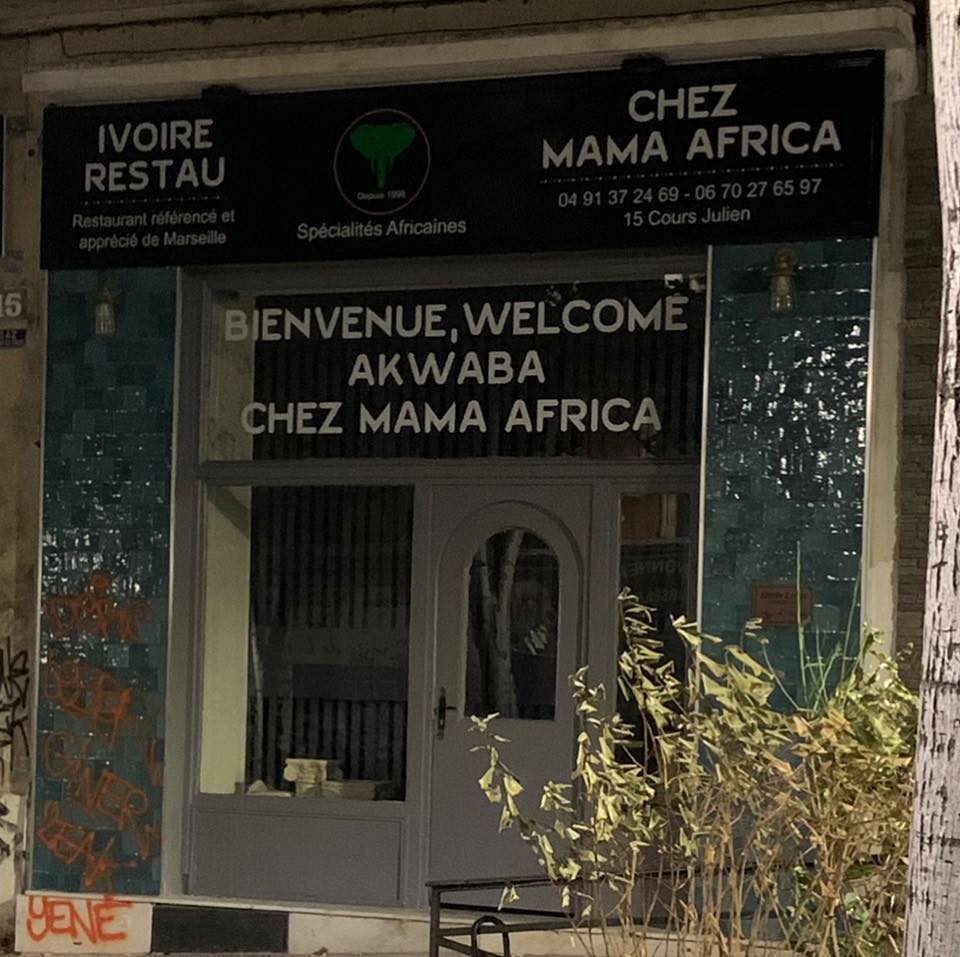 IVOIRE
RESTAU
Restaurant référencé et
apprécié de Marseille
Depuis 1998
Spécialités Africaines
CHEZ
MAMA AFRICA
04 91 37 24 69 - 06 70 27 65 97
15 Cours Julien
15
BIENVENUE, WELCOME
AKWABA
CHEZ MAMA AFRICA
YENE